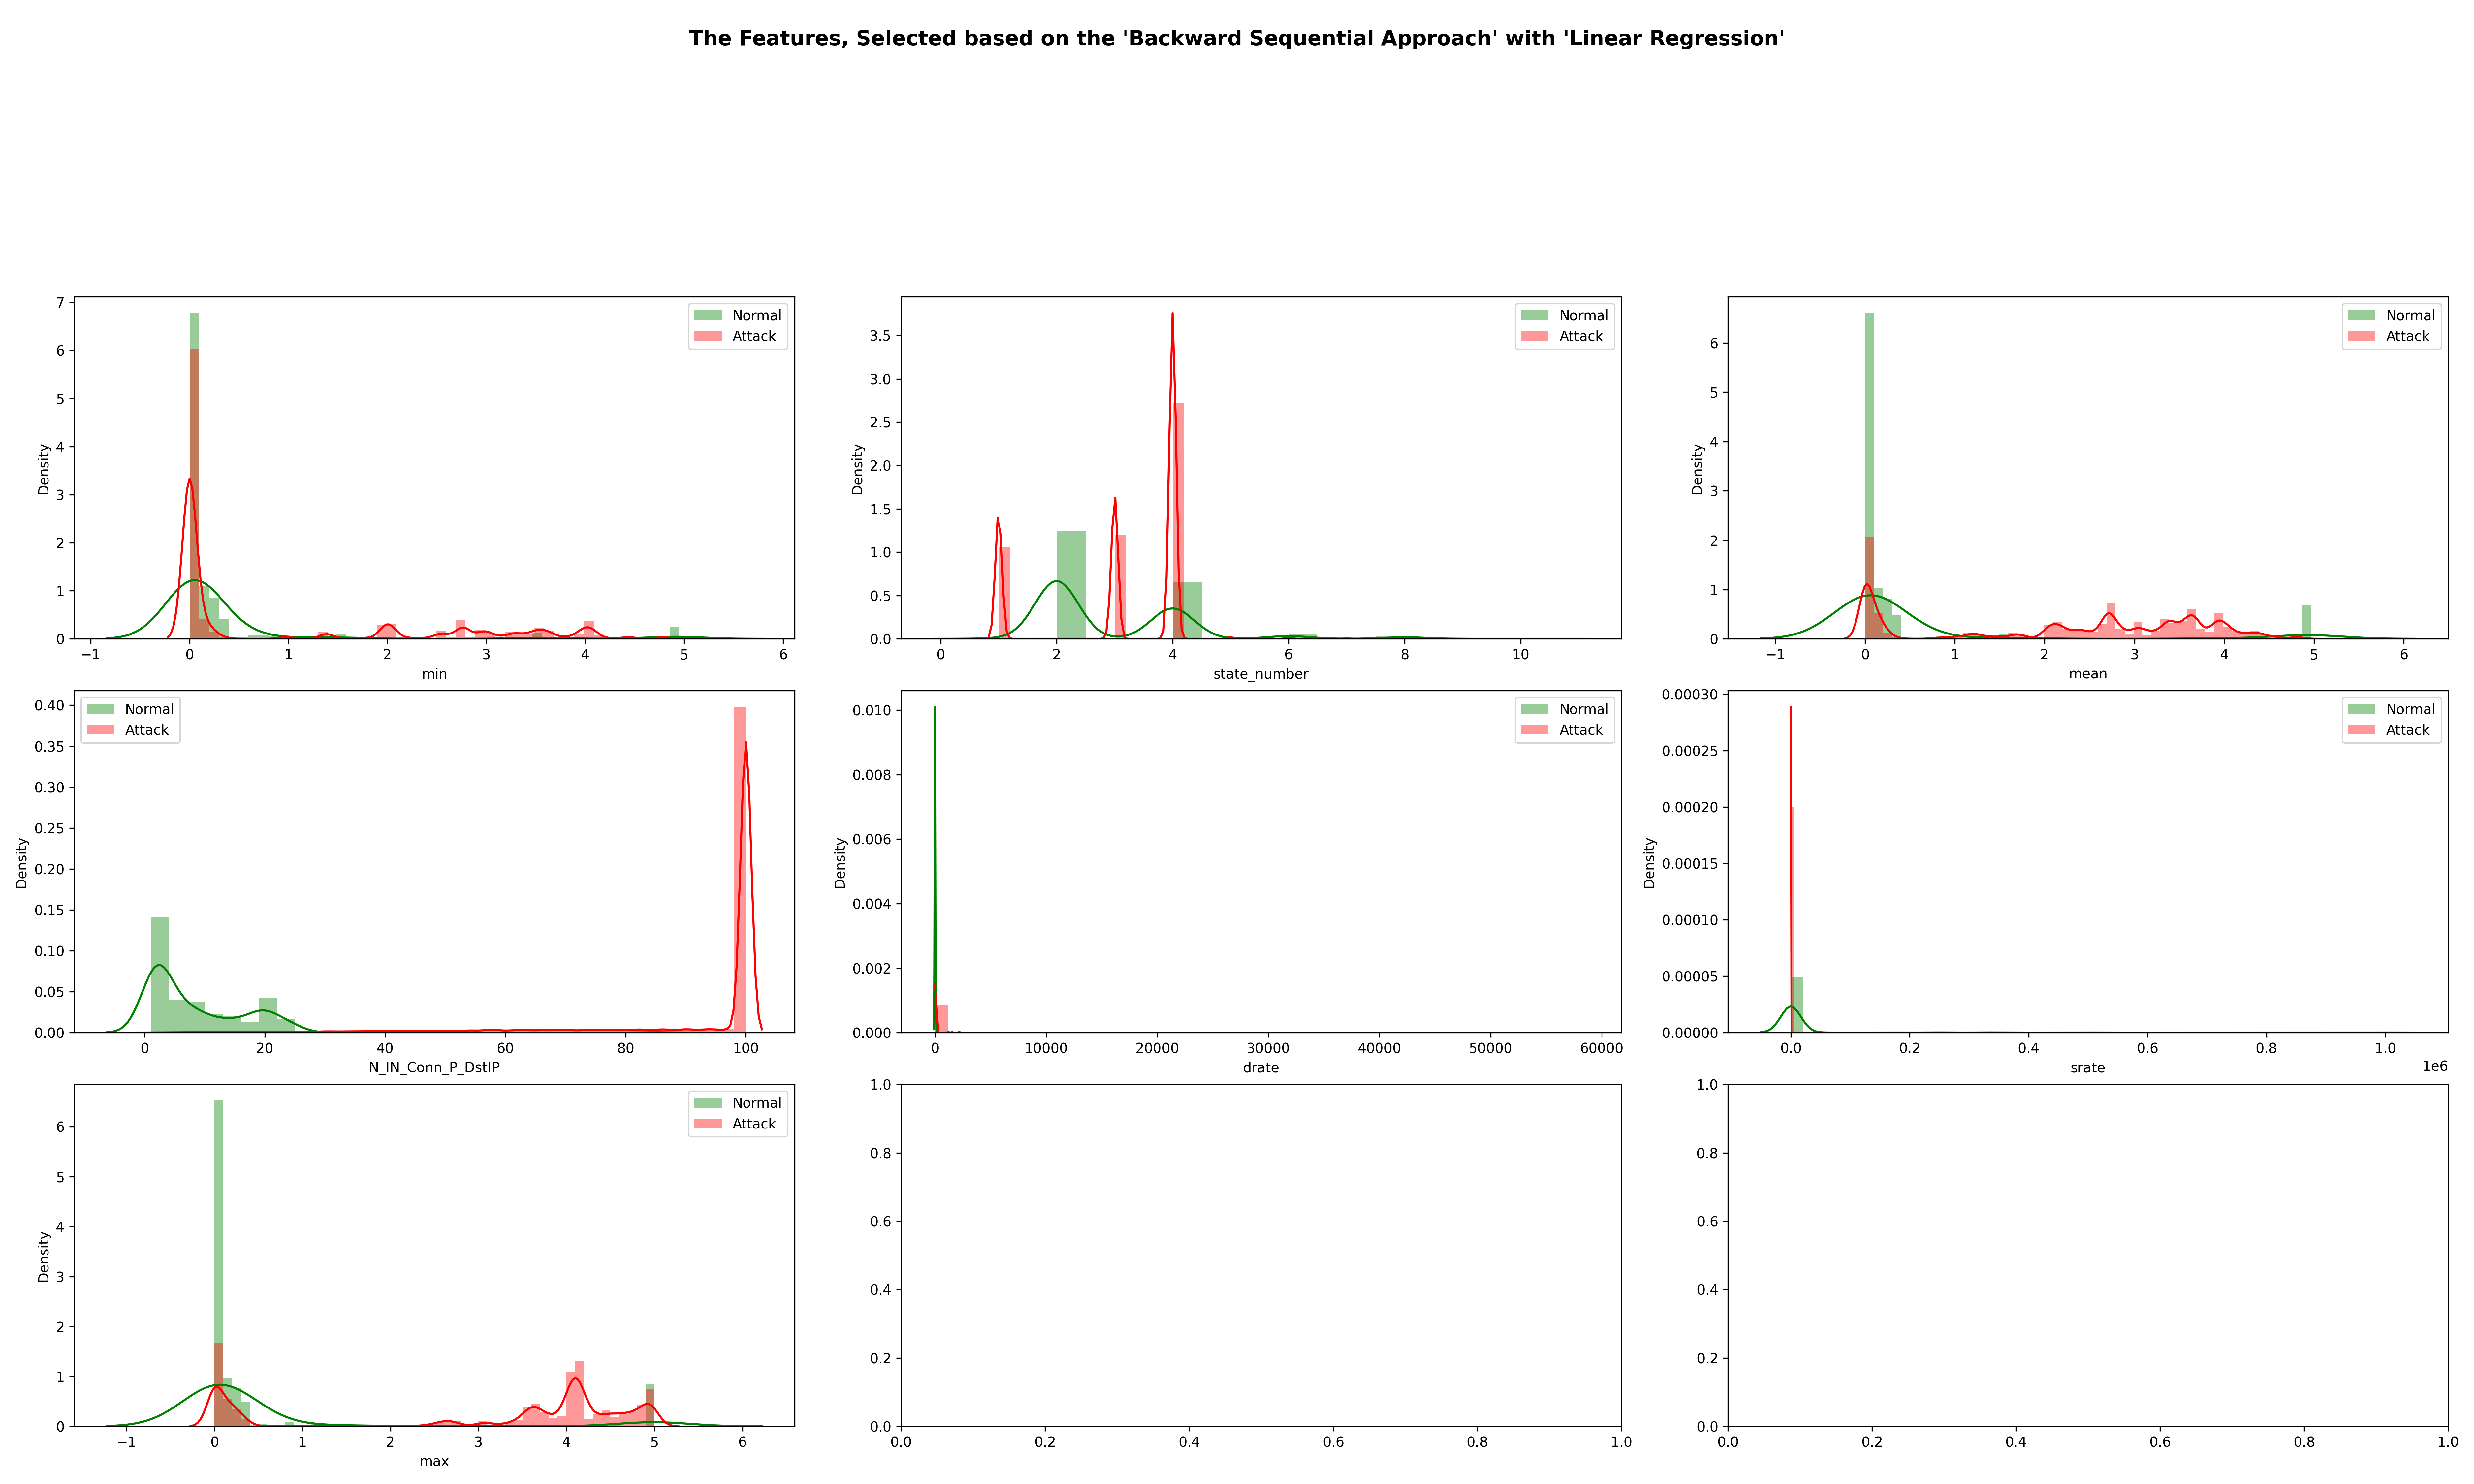 The Features, Selected based on the 'Backward Sequential Approach' with 'Linear Regression'
7
6
5
4
3
2
1
0
Density
Normal
Attack
−1 0 1 2 3 4 5 6
min
3.5
3.0
2.5
2.0
1.5
1.0
0.5
0.0
Density
Normal
Attack
0 2 4 6 8 10
state_number
6
5
4
3
2
1
0
Density
Normal
Attack
−1 0 1 2 3 4 5 6
mean
0.40
0.35
0.30
0.25
0.20
0.15
0.10
0.05
0.00
Density
Normal
Attack
0 20 40 60 80 100
N_IN_Conn_P_DstIP
0.010
0.008
0.006
0.004
0.002
0.000
Density
Normal
Attack
0 10000 20000 30000 40000 50000 60000
drate
0.00030
0.00025
0.00020
0.00015
0.00010
0.00005
0.00000
Density
Normal
Attack
0.0 0.2 0.4 0.6 0.8 1.0
1e6
srate
6
5
4
3
2
1
0
Density
Normal
Attack
−1 0 1 2 3 4 5 6
max
1.0
0.8
0.6
0.4
0.2
0.0
0.0 0.2 0.4 0.6 0.8 1.0
1.0
0.8
0.6
0.4
0.2
0.0
0.0 0.2 0.4 0.6 0.8 1.0